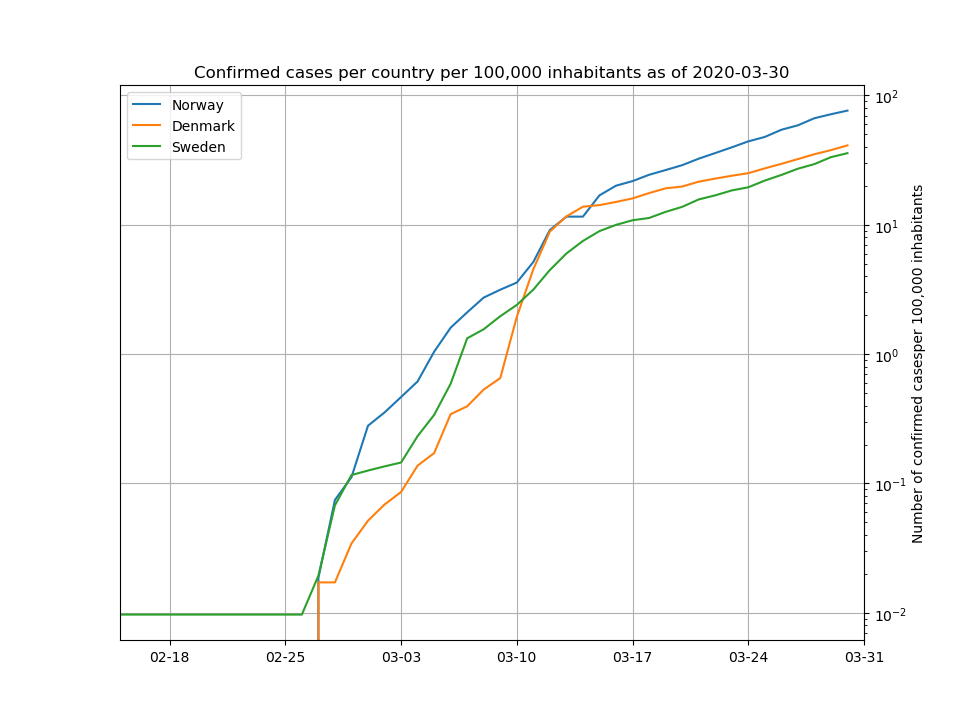 Confirmed cases per country per 100,000 inhabitants as of 2020-03-30
Norway
Denmark
Sweden
10²
10¹
10⁰
10⁻¹
10⁻²
Number of confirmed casesper 100,000 inhabitants
02-18 02-25 03-03 03-10 03-17 03-24 03-31